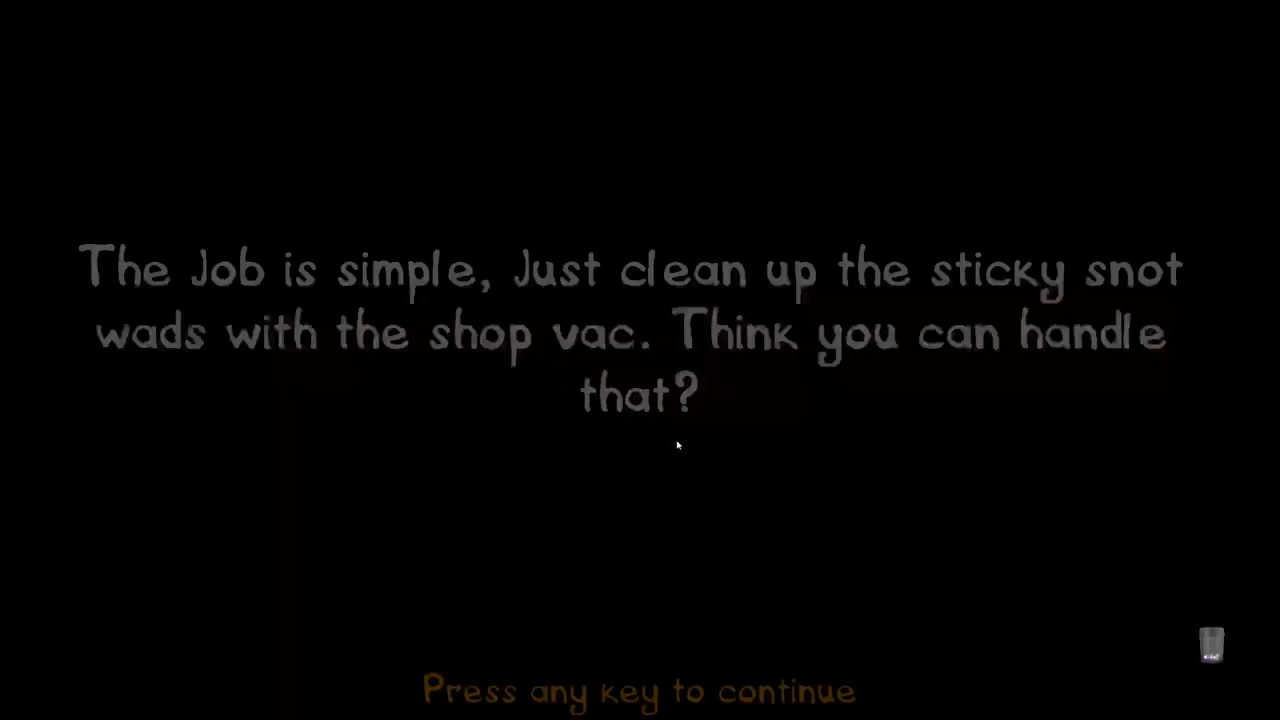 The Job is simple, Just clean up the sticky snot
wads with the shop vac. Think you can handle
that?
Press any key to continue